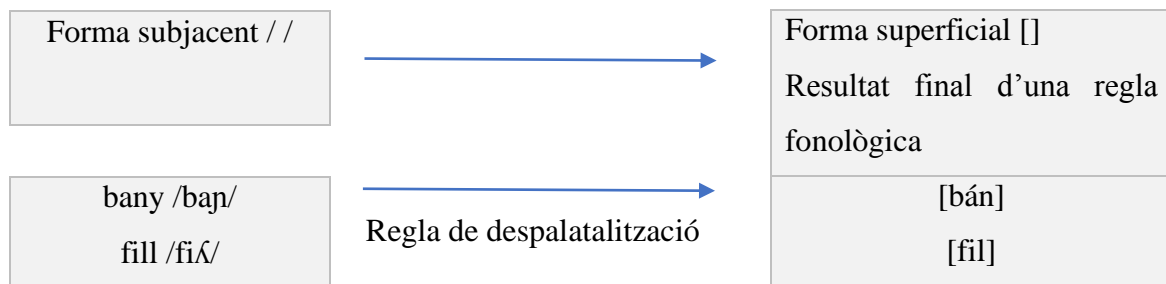 Forma subjacent / /
Forma superficial []
Resultat final d’una regla
fonològica
bany /baɲ/
fill /fiʎ/
Regla de despalatalització
[bán]
[fil]